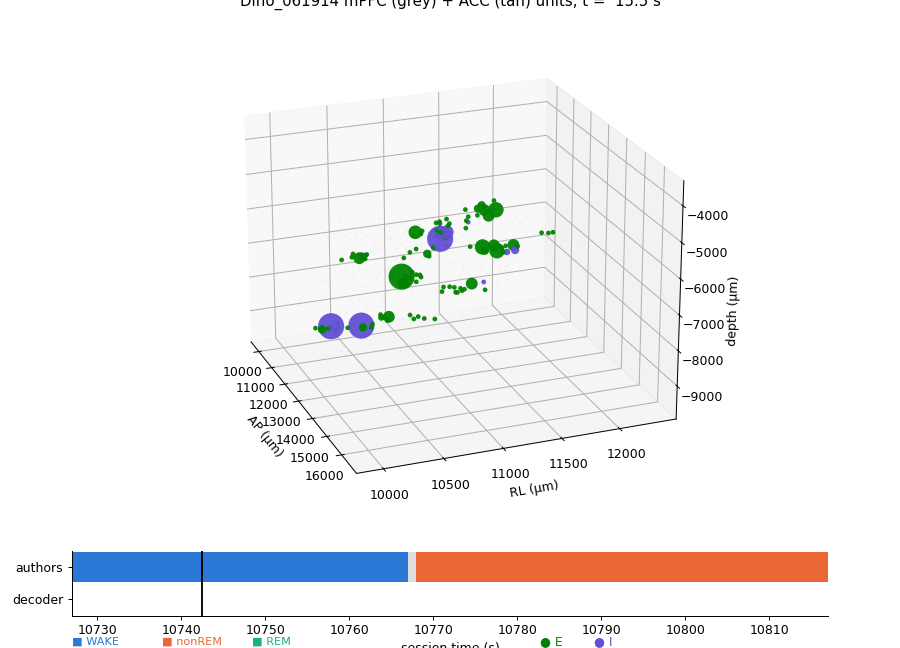 Dino_061914 mPFC (grey) + ACC (tan) units, t = 15.5 s
−4000
−5000
−6000
−7000
−8000
−9000
depth (μm)
10000
11000
12000
13000
14000
15000
16000
AP (μm)
10000
10500
11000
11500
12000
RL (μm)
authors
decoder
10730
10740
10750
10760
10770
10780
10790
10800
10810
session time (s)
WAKE
nonREM
REM
E
I